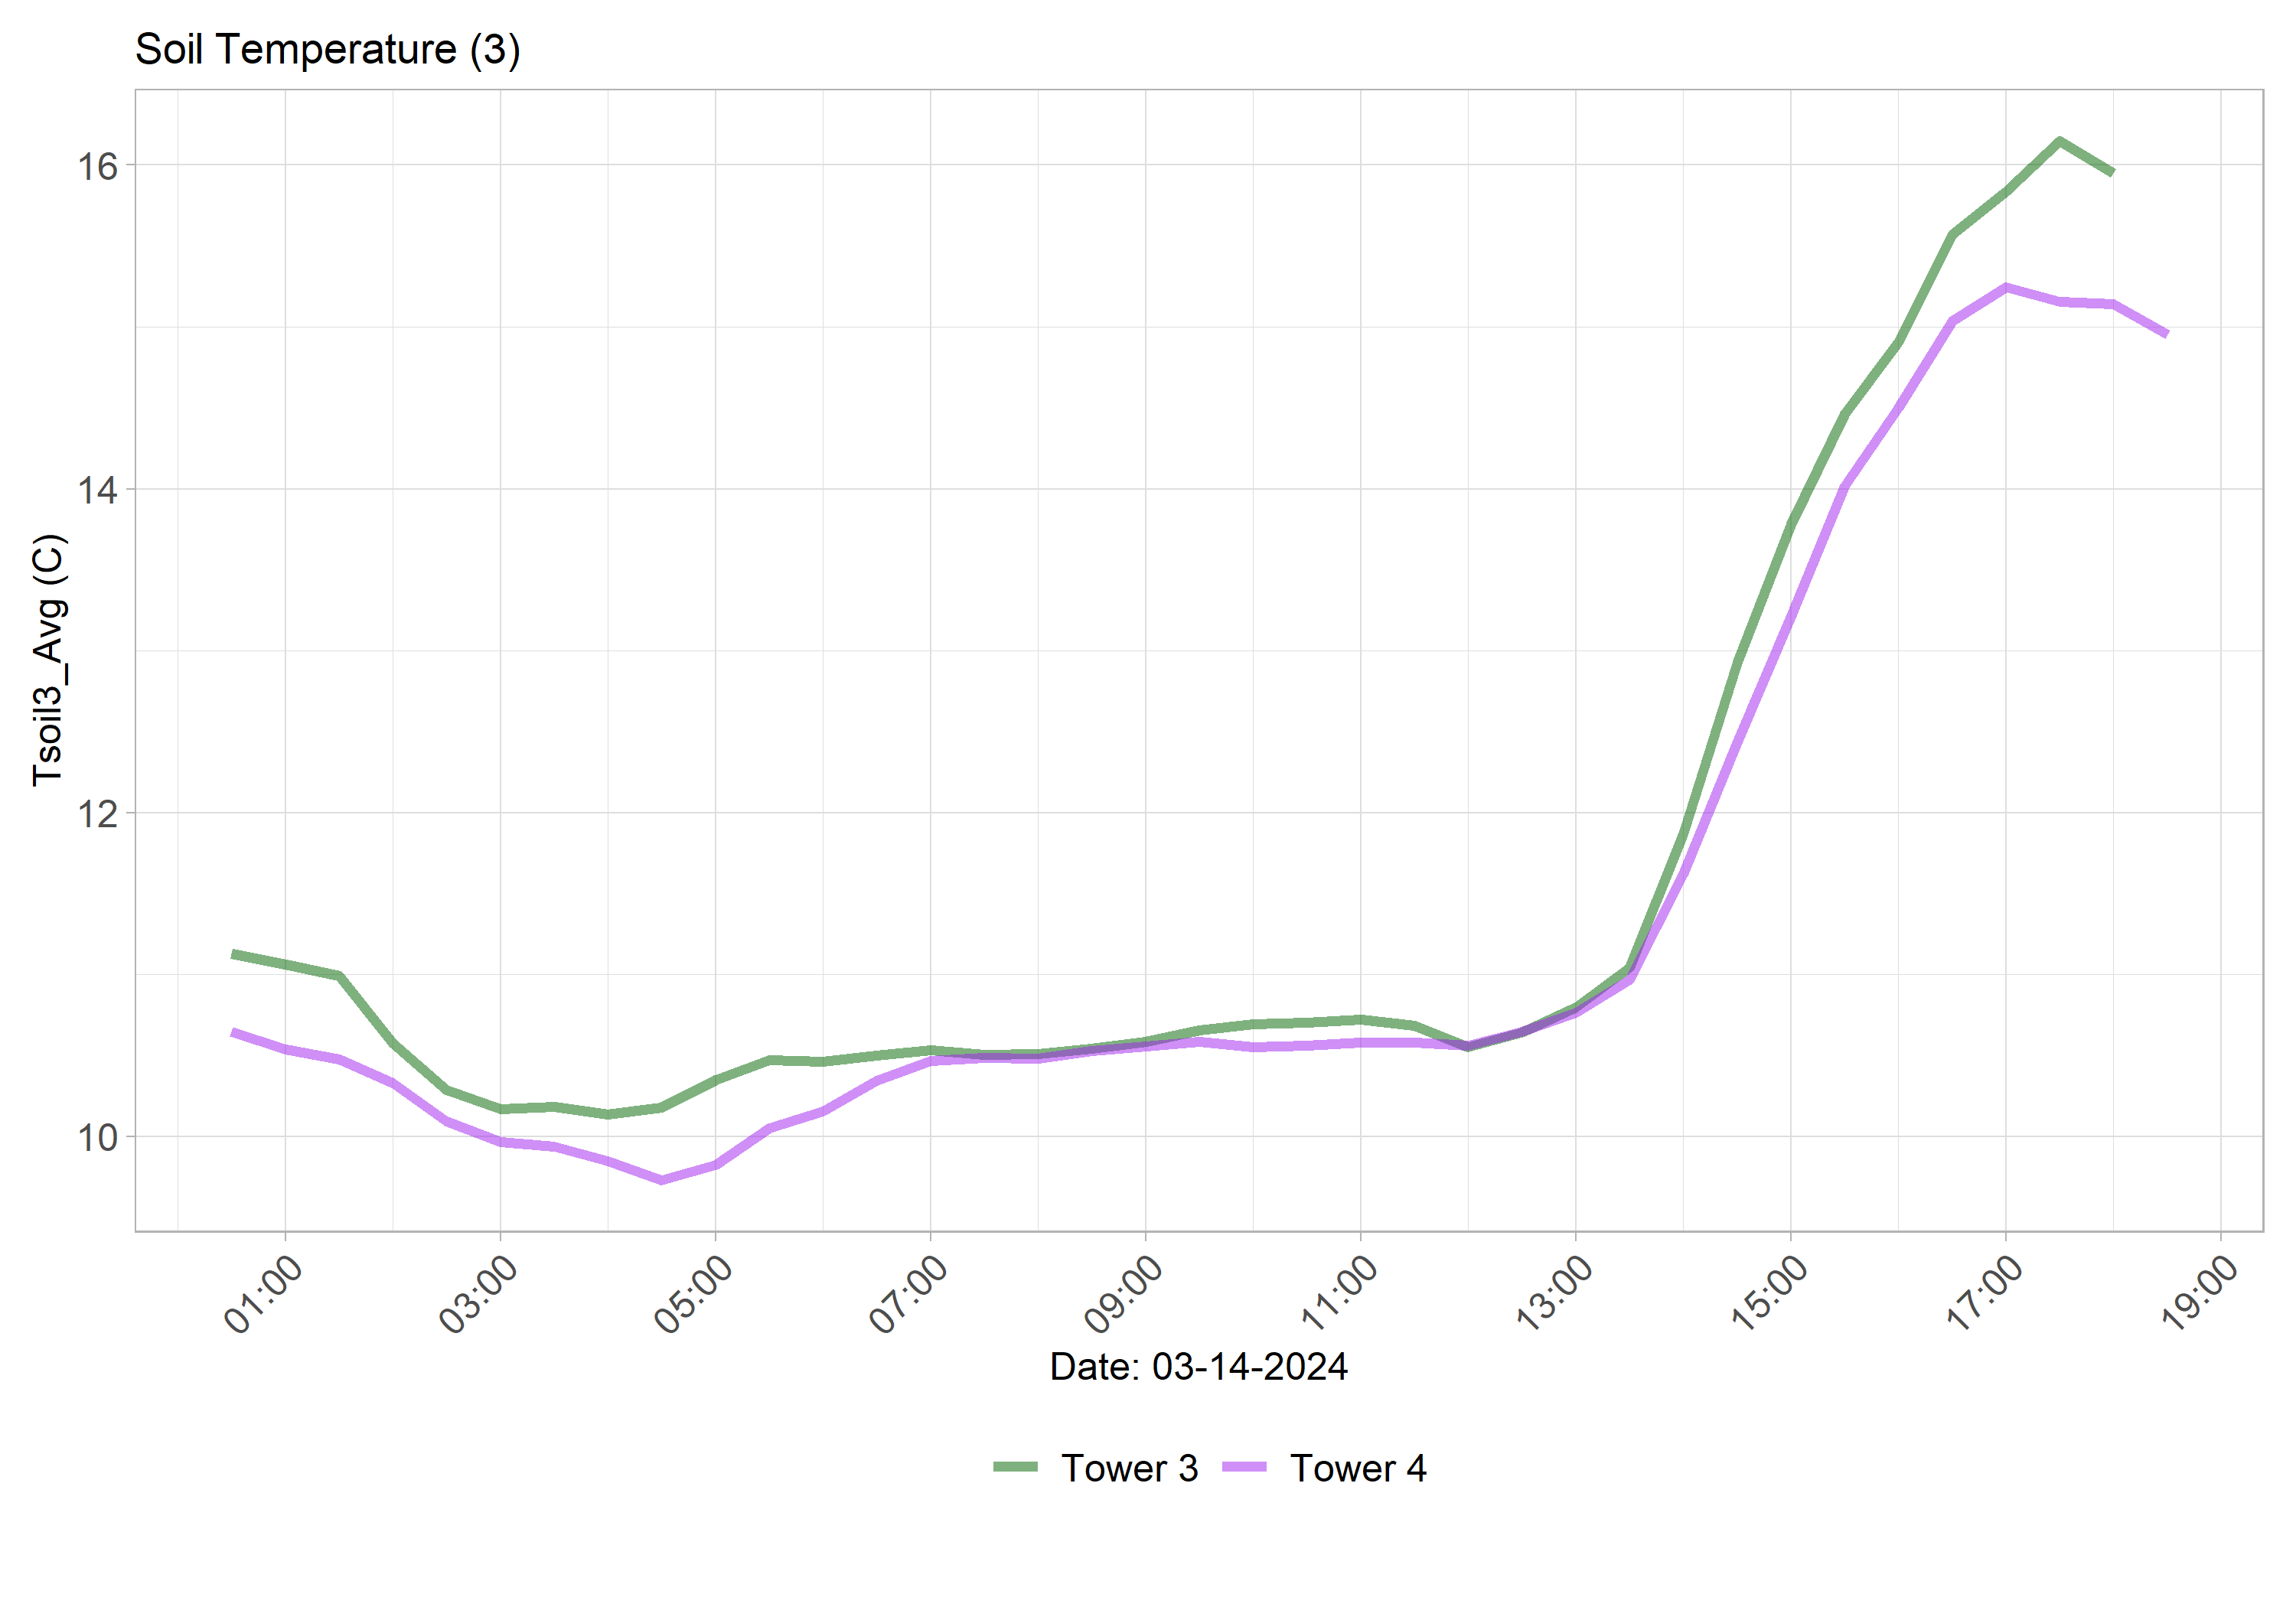 Soil Temperature (3)
Tsoil3_Avg (C)
16
14
12
10
01:00 03:00 05:00 07:00 09:00 11:00 13:00 15:00 17:00 19:00
Date: 03-14-2024
Tower 3 Tower 4